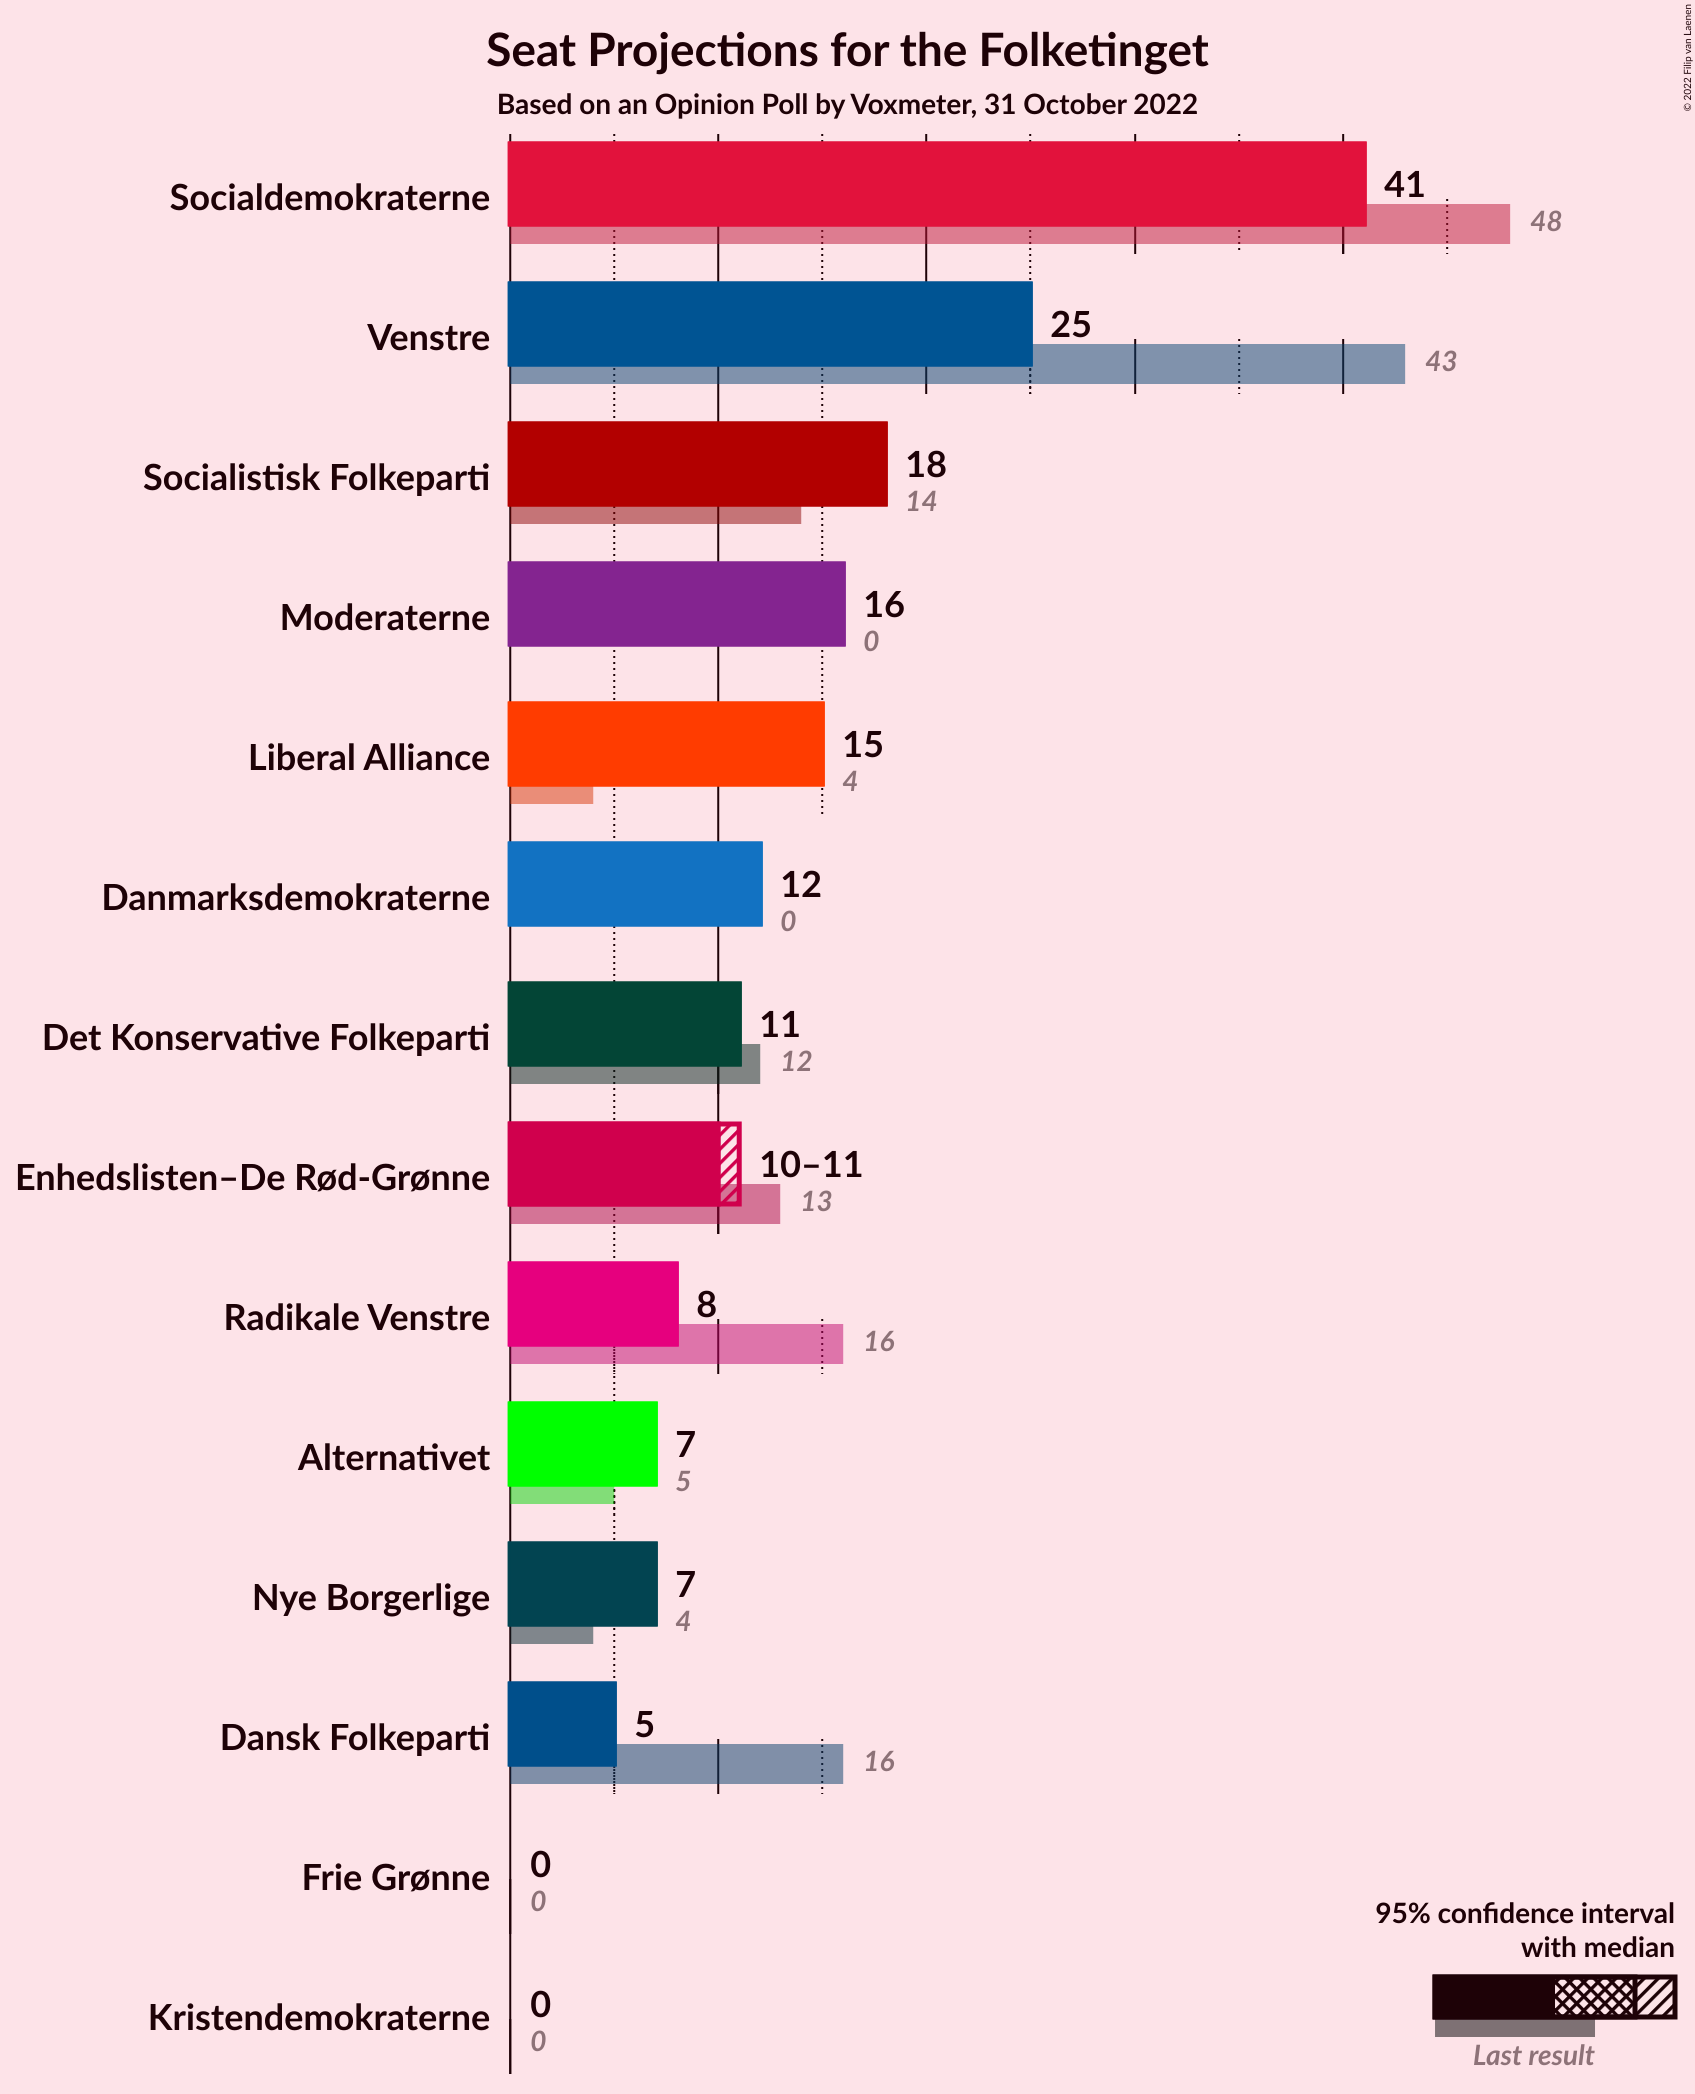 Seat Projections for the Folketinget
Based on an Opinion Poll by Voxmeter, 31 October 2022
© 2022 Filip van Laenen
Socialdemokraterne
41
48
Venstre
25
43
Socialistisk Folkeparti
18
14
Moderaterne
16
0
Liberal Alliance
15
4
Danmarksdemokraterne
12
0
Det Konservative Folkeparti
11
12
Enhedslisten–De Rød-Grønne
10–11
13
Radikale Venstre
8
16
Alternativet
7
5
Nye Borgerlige
7
4
Dansk Folkeparti
5
16
Frie Grønne
0
0
Kristendemokraterne
0
0
95% confidence interval
with median
Last result